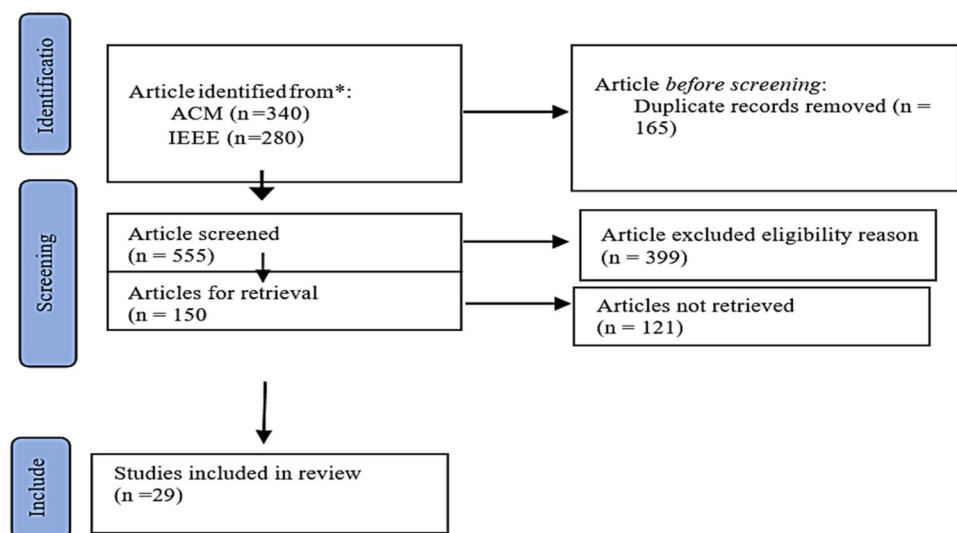 Identificatio
Article identified from*:
ACM (n=340)
IEEE (n=280)
Article before screening:
Duplicate records removed (n =
165)
Screening
Article screened
(n = 555)
Article excluded eligibility reason
(n = 399)
Articles for retrieval
(n = 150
Articles not retrieved
(n = 121)
Include
Studies included in review
(n =29)